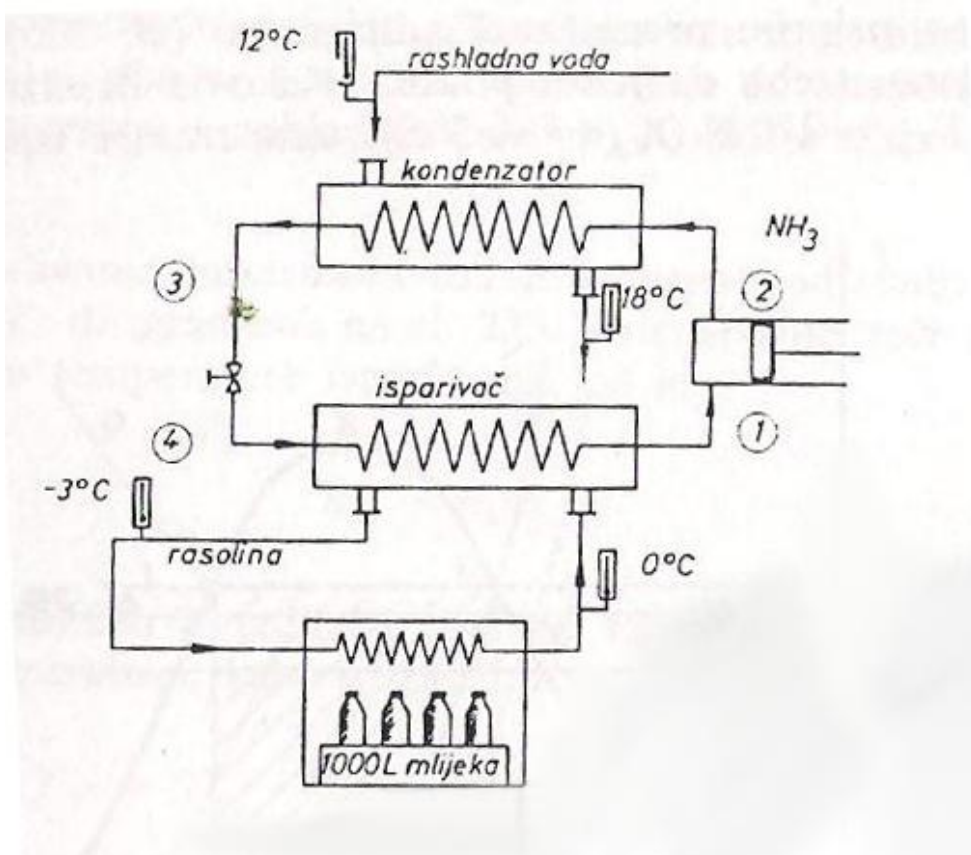 12°C
rashladna voda
kondenzator
NH3
3
2
18°C
isparivač
4
1
-3°C
rasolina
0°C
1000L mlijeka